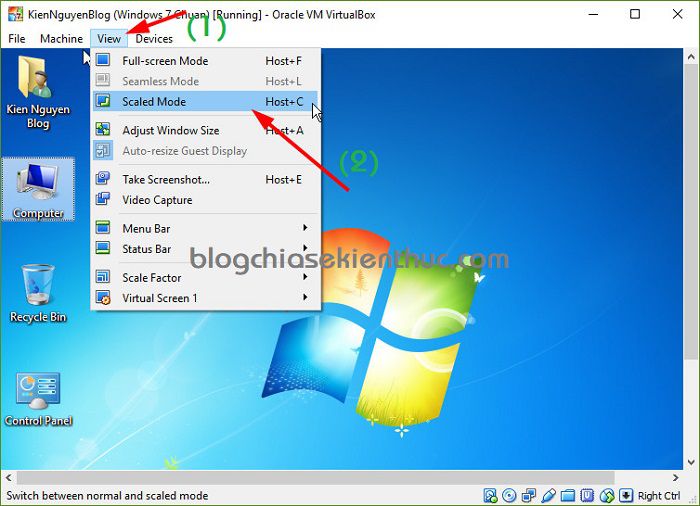 KienNguyenBlog (Windows 7 Chuan) [Running] - Oracle VM VirtualBox
File Machine View Devices
(1)
Full-screen Mode Host+F
Seamless Mode Host+L
Scaled Mode Host+C
Adjust Window Size Host+A
Auto-resize Guest Display
(2)
Take Screenshot... Host+E
Video Capture
Menu Bar
Status Bar
Scale Factor
Virtual Screen 1
Kien Nguyen
Blog
Computer
Recycle Bin
Control Panel
blogchiasekienthuc.com
Switch between normal and scaled mode
Right Ctrl